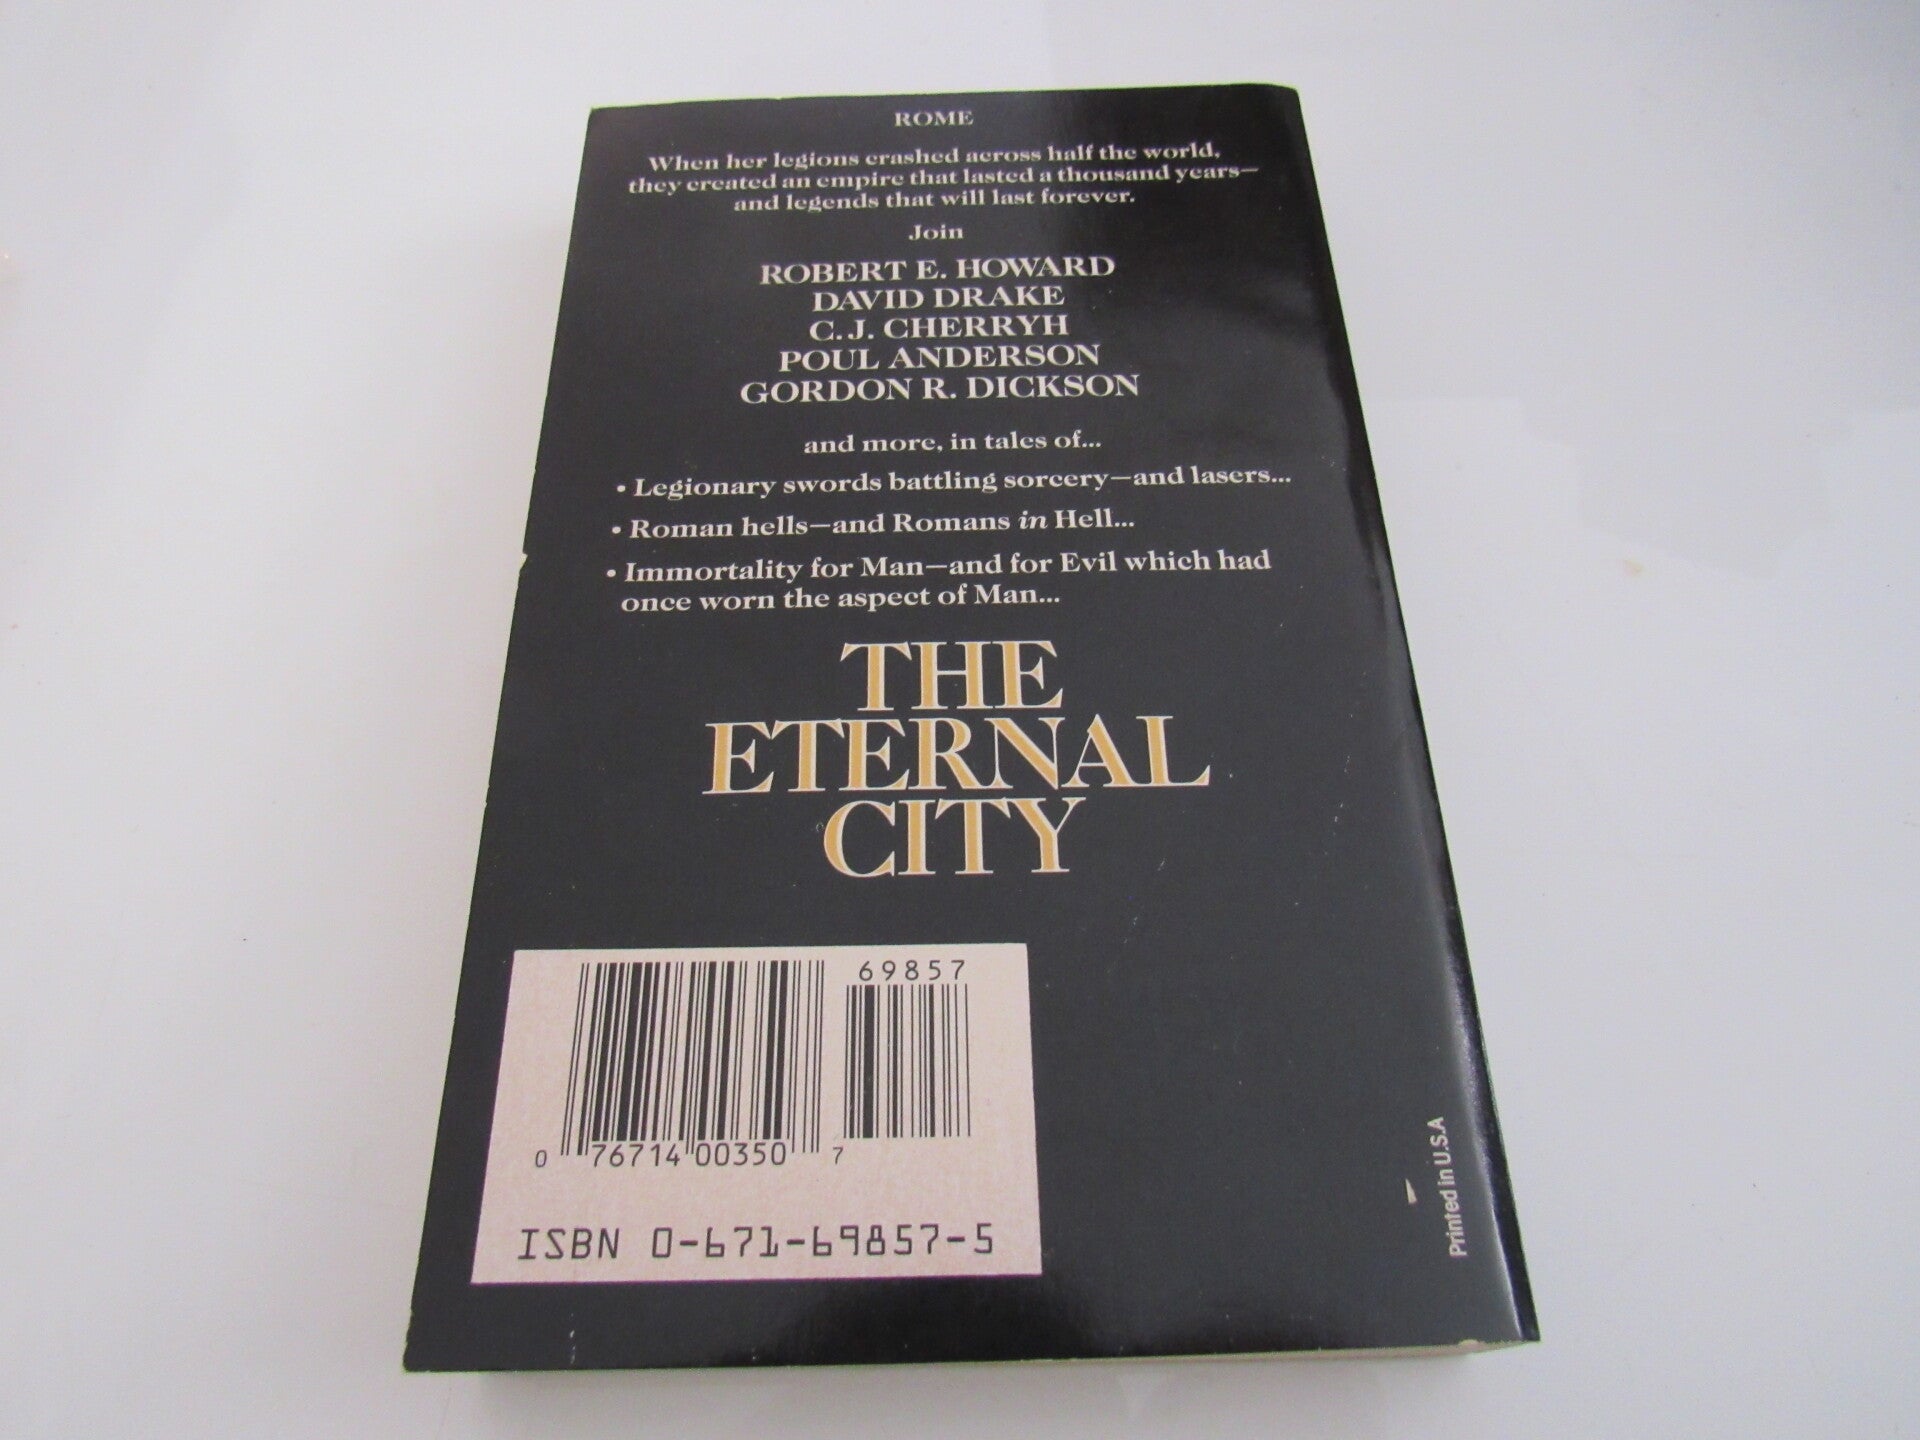 ROME
When her legions crashed across half the world,
they created an empire that lasted a thousand years—
and legends that will last forever.
Join
ROBERT E. HOWARD
DAVID DRAKE
C.J. CHERRYH
POUL ANDERSON
GORDON R. DICKSON
and more, in tales of...
• Legionary swords battling sorcery—and lasers...
• Roman hells—and Romans in Hell...
• Immortality for Man—and for Evil which had
once worn the aspect of Man...
THE
ETERNAL
CITY
69857
0 76714 00350 7
ISBN 0-671-69857-5
Printed in U.S.A